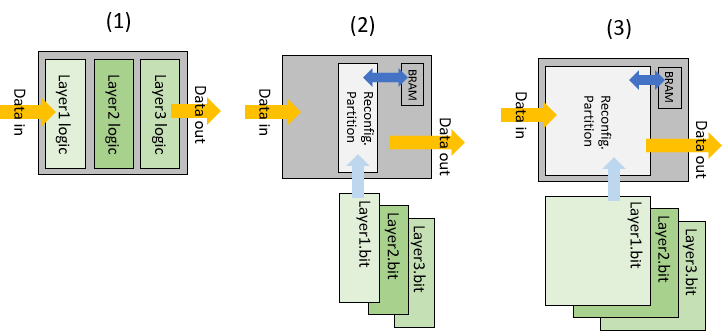 (1)
Layer1 logic
Layer2 logic
Layer3 logic
Data in
Data out
(2)
Reconfig.
Partition
BRAM
Data in
Data out
Layer1.bit
Layer2.bit
Layer3.bit
(3)
Reconfig.
Partition
BRAM
Data in
Data out
Layer1.bit
Layer2.bit
Layer3.bit